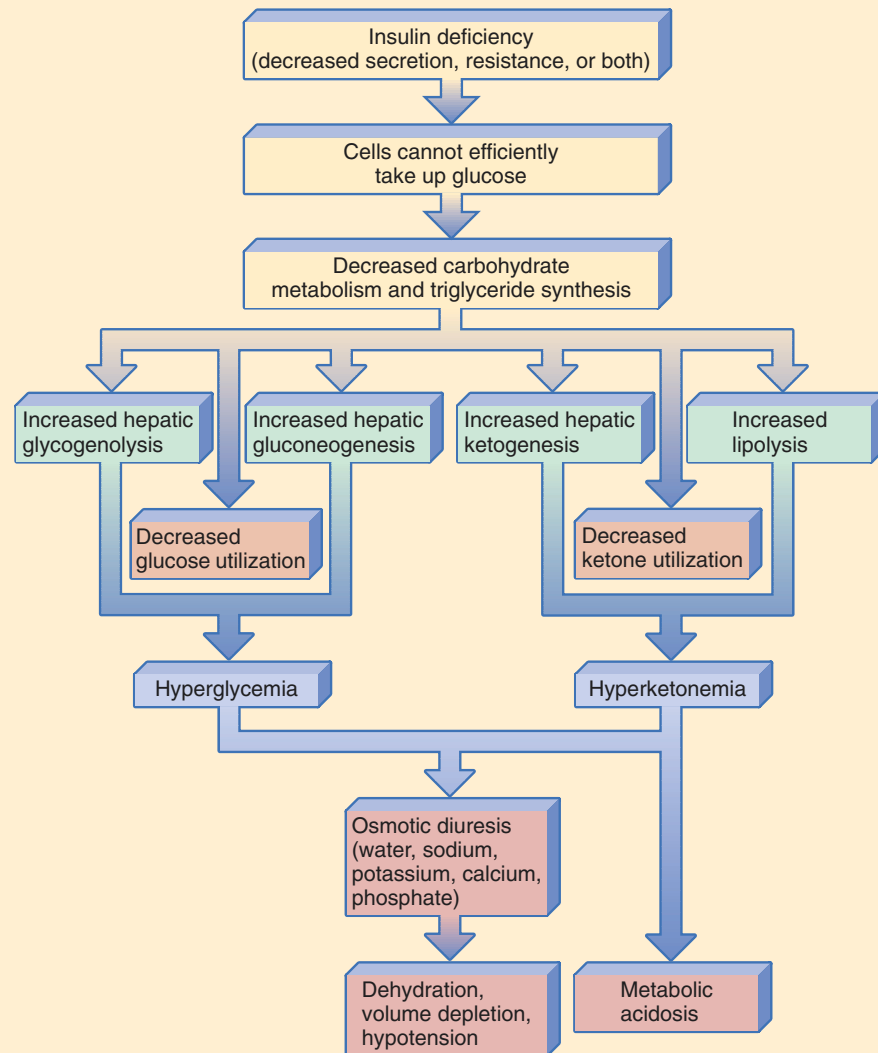 Insulin deficiency
(decreased secretion, resistance, or both)
Cells cannot efficiently
take up glucose
Decreased carbohydrate
metabolism and triglyceride synthesis
Increased hepatic
glycogenolysis
Increased hepatic
gluconeogenesis
Increased hepatic
ketogenesis
Increased
lipolysis
Decreased
glucose utilization
Decreased
ketone utilization
Hyperglycemia
Hyperketonemia
Osmotic diuresis
(water, sodium,
potassium, calcium,
phosphate)
Dehydration,
volume depletion,
hypotension
Metabolic
acidosis